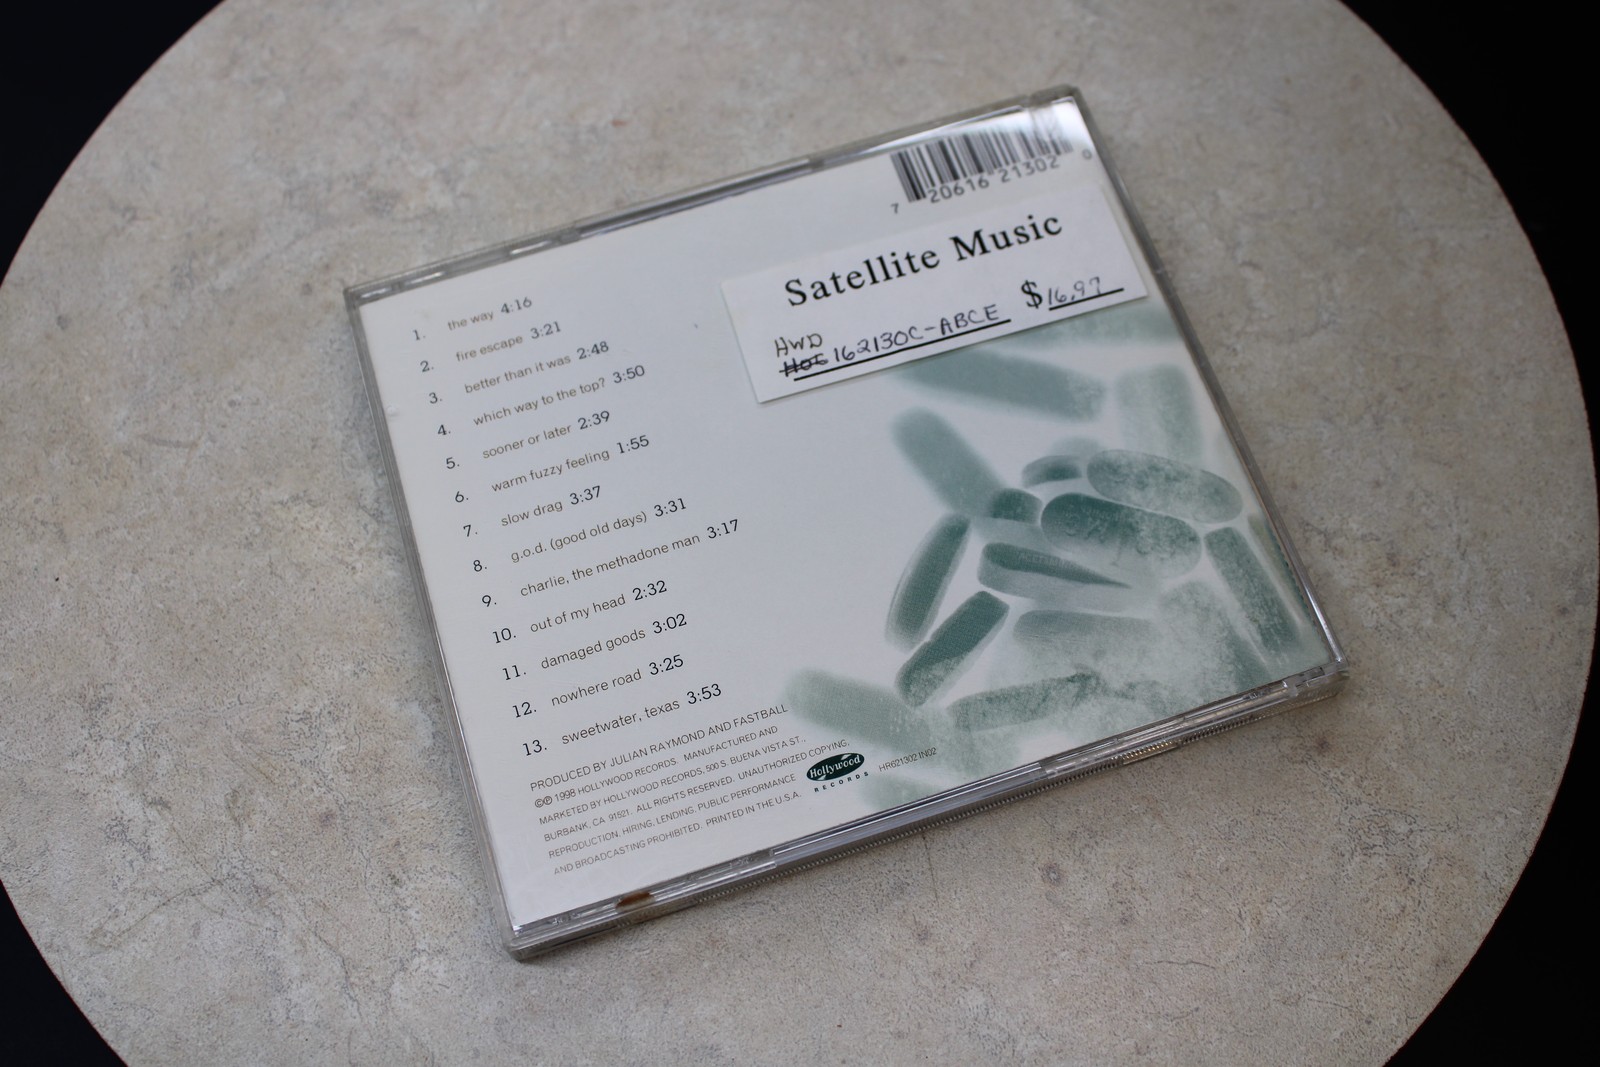 7 20616 21302 0
Satellite Music
HWD
162130C-ABCE $16.97
1. the way 4:16
2. fire escape 3:21
3. better than it was 2:48
4. which way to the top? 3:50
5. sooner or later 2:39
6. warm fuzzy feeling 1:55
7. slow drag 3:37
8. g.o.d. (good old days) 3:31
9. charlie, the methadone man 3:17
10. out of my head 2:32
11. damaged goods 3:02
12. nowhere road 3:25
13. sweetwater, texas 3:53
PRODUCED BY JULIAN RAYMOND AND FASTBALL
©℗ 1998 HOLLYWOOD RECORDS. MANUFACTURED AND
MARKETED BY HOLLYWOOD RECORDS, 500 S. BUENA VISTA ST.,
BURBANK, CA 91521. ALL RIGHTS RESERVED. UNAUTHORIZED COPYING,
REPRODUCTION, HIRING, LENDING, PUBLIC PERFORMANCE
AND BROADCASTING PROHIBITED. PRINTED IN THE U.S.A.
Hollywood
RECORDS
HR621302 IN02